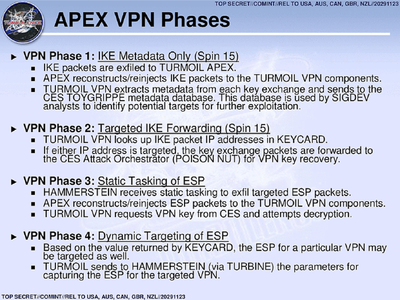 TOP SECRET//COMINT//REL TO USA, AUS, CAN, GBR, NZL//20291123
APEX VPN Phases
► VPN Phase 1: IKE Metadata Only (Spin 15)
■ IKE packets are exfiled to TURMOIL APEX.
■ APEX reconstructs/reinjects IKE packets to the TURMOIL VPN components.
■ TURMOIL VPN extracts metadata from each key exchange and sends to the
CES TOYGRIPPE metadata database. This database is used by SIGDEV
analysts to identify potential targets for further exploitation.
► VPN Phase 2: Targeted IKE Forwarding (Spin 15)
■ TURMOIL VPN looks up IKE packet IP addresses in KEYCARD.
■ If either IP address is targeted, the key exchange packets are forwarded to
the CES Attack Orchestrator (POISON NUT) for VPN key recovery.
► VPN Phase 3: Static Tasking of ESP
■ HAMMERSTEIN receives static tasking to exfil targeted ESP packets.
■ APEX reconstructs/reinjects ESP packets to the TURMOIL VPN components.
■ TURMOIL VPN requests VPN key from CES and attempts decryption.
► VPN Phase 4: Dynamic Targeting of ESP
■ Based on the value returned by KEYCARD, the ESP for a particular VPN may
be targeted as well.
■ TURMOIL sends to HAMMERSTEIN (via TURBINE) the parameters for
capturing the ESP for the targeted VPN.
TOP SECRET//COMINT//REL TO USA, AUS, CAN, GBR, NZL//20291123